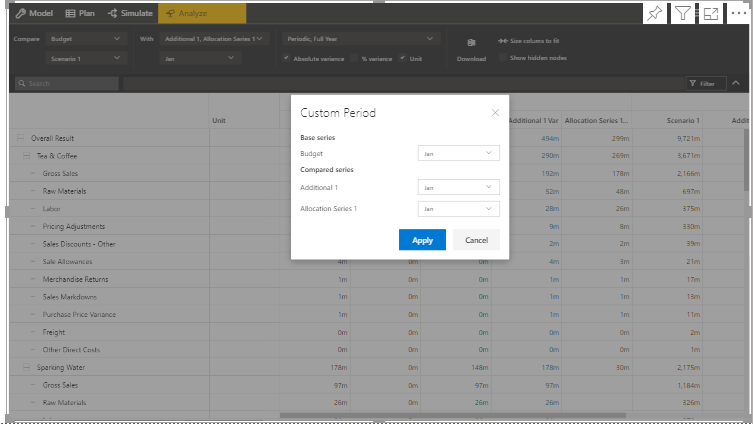 Model Plan Simulate Analyze
Compare Budget With Additional 1, Allocation Series 1 Periodic, Full Year Size colums to fit
Scenario 1 Jan Absolute variance % variance Unit Download Show hidden nodes
Search Filter
Unit Additional 1 Var Allocation Series 1... Scenario 1 Addit
Custom Period
Base series
Budget Jan
Compared series
Additional 1 Jan
Allocation Series 1 Jan
Apply Cancel
Overall Result 494m 299m 9,721m
Tea & Coffee 290m 269m 3,671m
Gross Sales 192m 178m 2,166m
Raw Materials 52m 48m 697m
Labor 28m 26m 375m
Pricing Adjustments 9m 8m 330m
Sales Discounts - Other 2m 2m 39m
Sale Allowances 4m 0m 0m 4m 3m 21m
Merchandise Returns 1m 0m 0m 1m 1m 17m
Sales Markdowns 1m 0m 0m 1m 1m 13m
Purchase Price Variance 1m 0m 0m 1m 1m 11m
Freight 0m 0m 0m 0m 0m 2m
Other Direct Costs 0m 0m 0m 0m 0m 1m
Sparkling Water 178m 0m 148m 178m 30m 2,175m
Gross Sales 97m 0m 97m 97m 1,184m
Raw Materials 26m 0m 26m 26m 326m